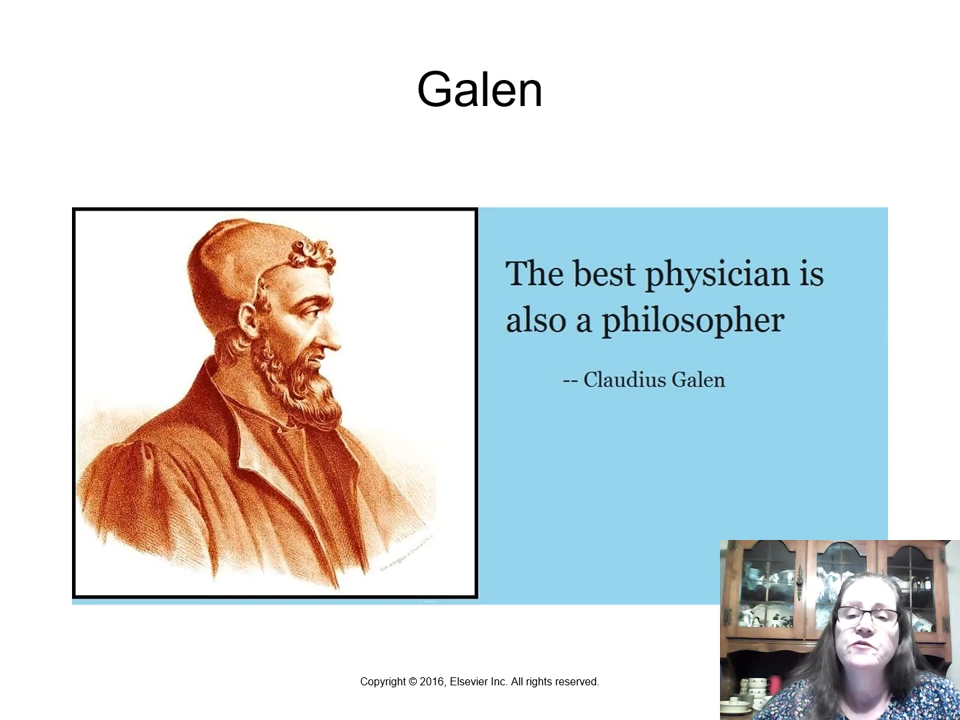 Galen
The best physician is
also a philosopher
-- Claudius Galen
Copyright © 2016, Elsevier Inc. All rights reserved.